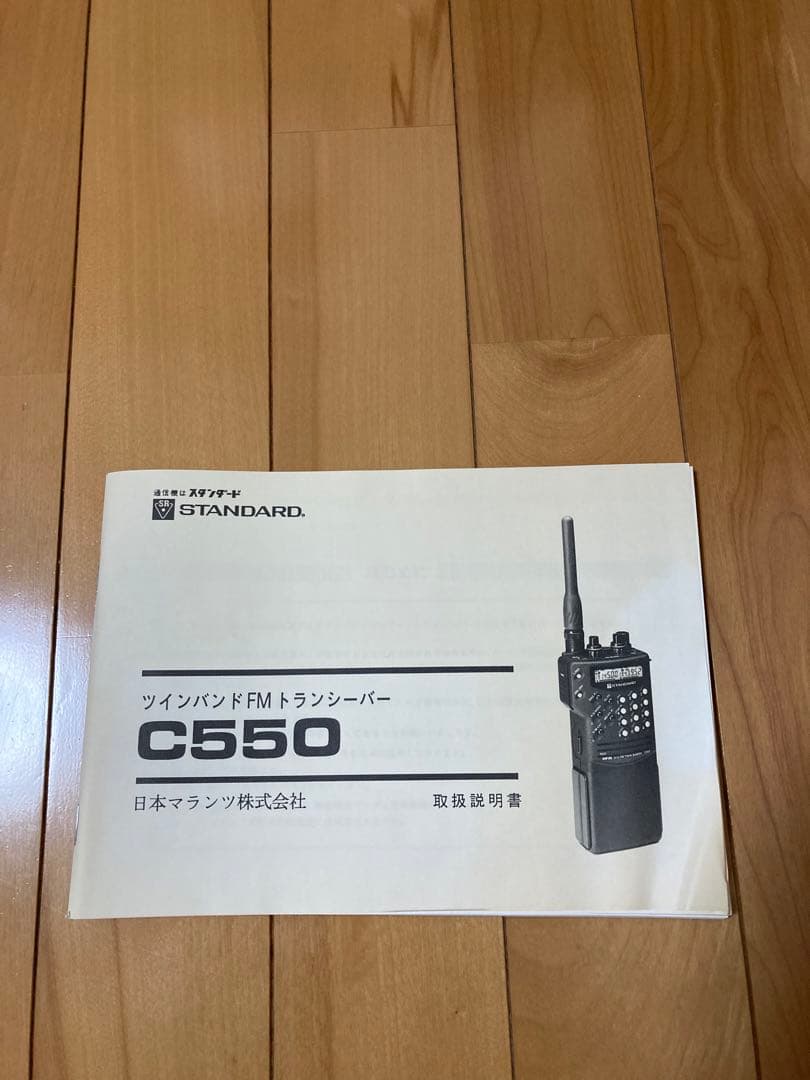 通信機は スタンダード
SR
STANDARD®
ツインバンドFMトランシーバー
C550
日本マランツ株式会社
取扱説明書
STANDARD